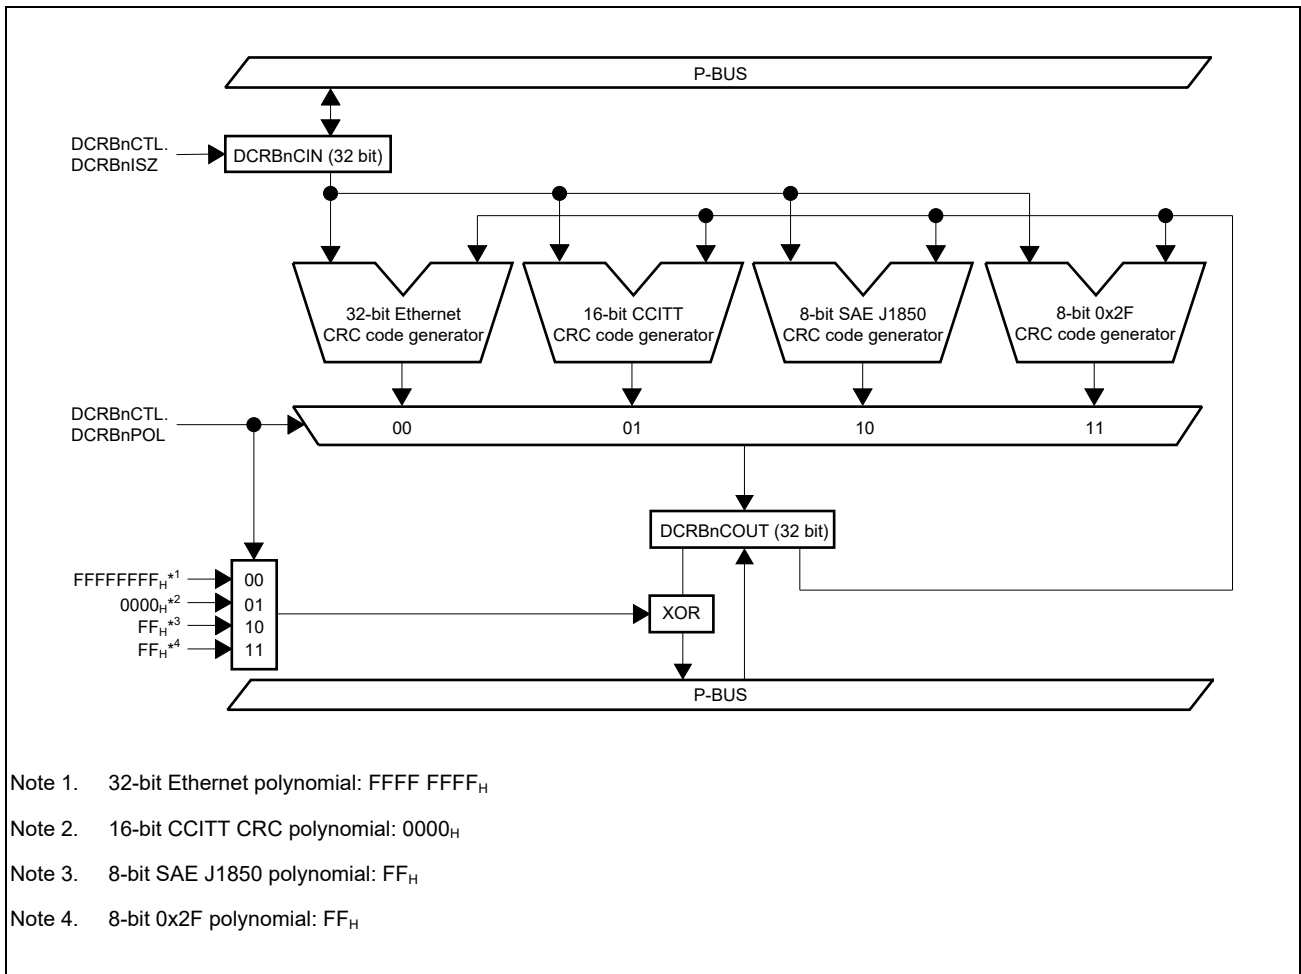 P-BUS
DCRBnCTL.
DCRBnISZ
DCRBnCIN (32 bit)
32-bit Ethernet
CRC code generator
16-bit CCITT
CRC code generator
8-bit SAE J1850
CRC code generator
8-bit 0x2F
CRC code generator
DCRBnCTL.
DCRBnPOL
00
01
10
11
DCRBnCOUT (32 bit)
FFFFFFFFH*1
00
0000H*2
01
FFH*3
10
FFH*4
11
XOR
P-BUS
Note 1. 32-bit Ethernet polynomial: FFFF FFFFH
Note 2. 16-bit CCITT CRC polynomial: 0000H
Note 3. 8-bit SAE J1850 polynomial: FFH
Note 4. 8-bit 0x2F polynomial: FFH